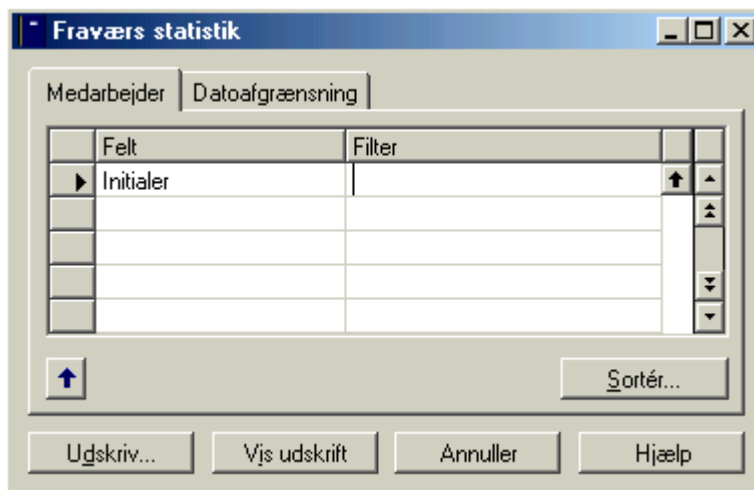 Fraværs statistik
Medarbejder Datoafgrænsning
Felt Filter
Initialer
Sortér...
Udskriv... Vis udskrift Annuller Hjælp